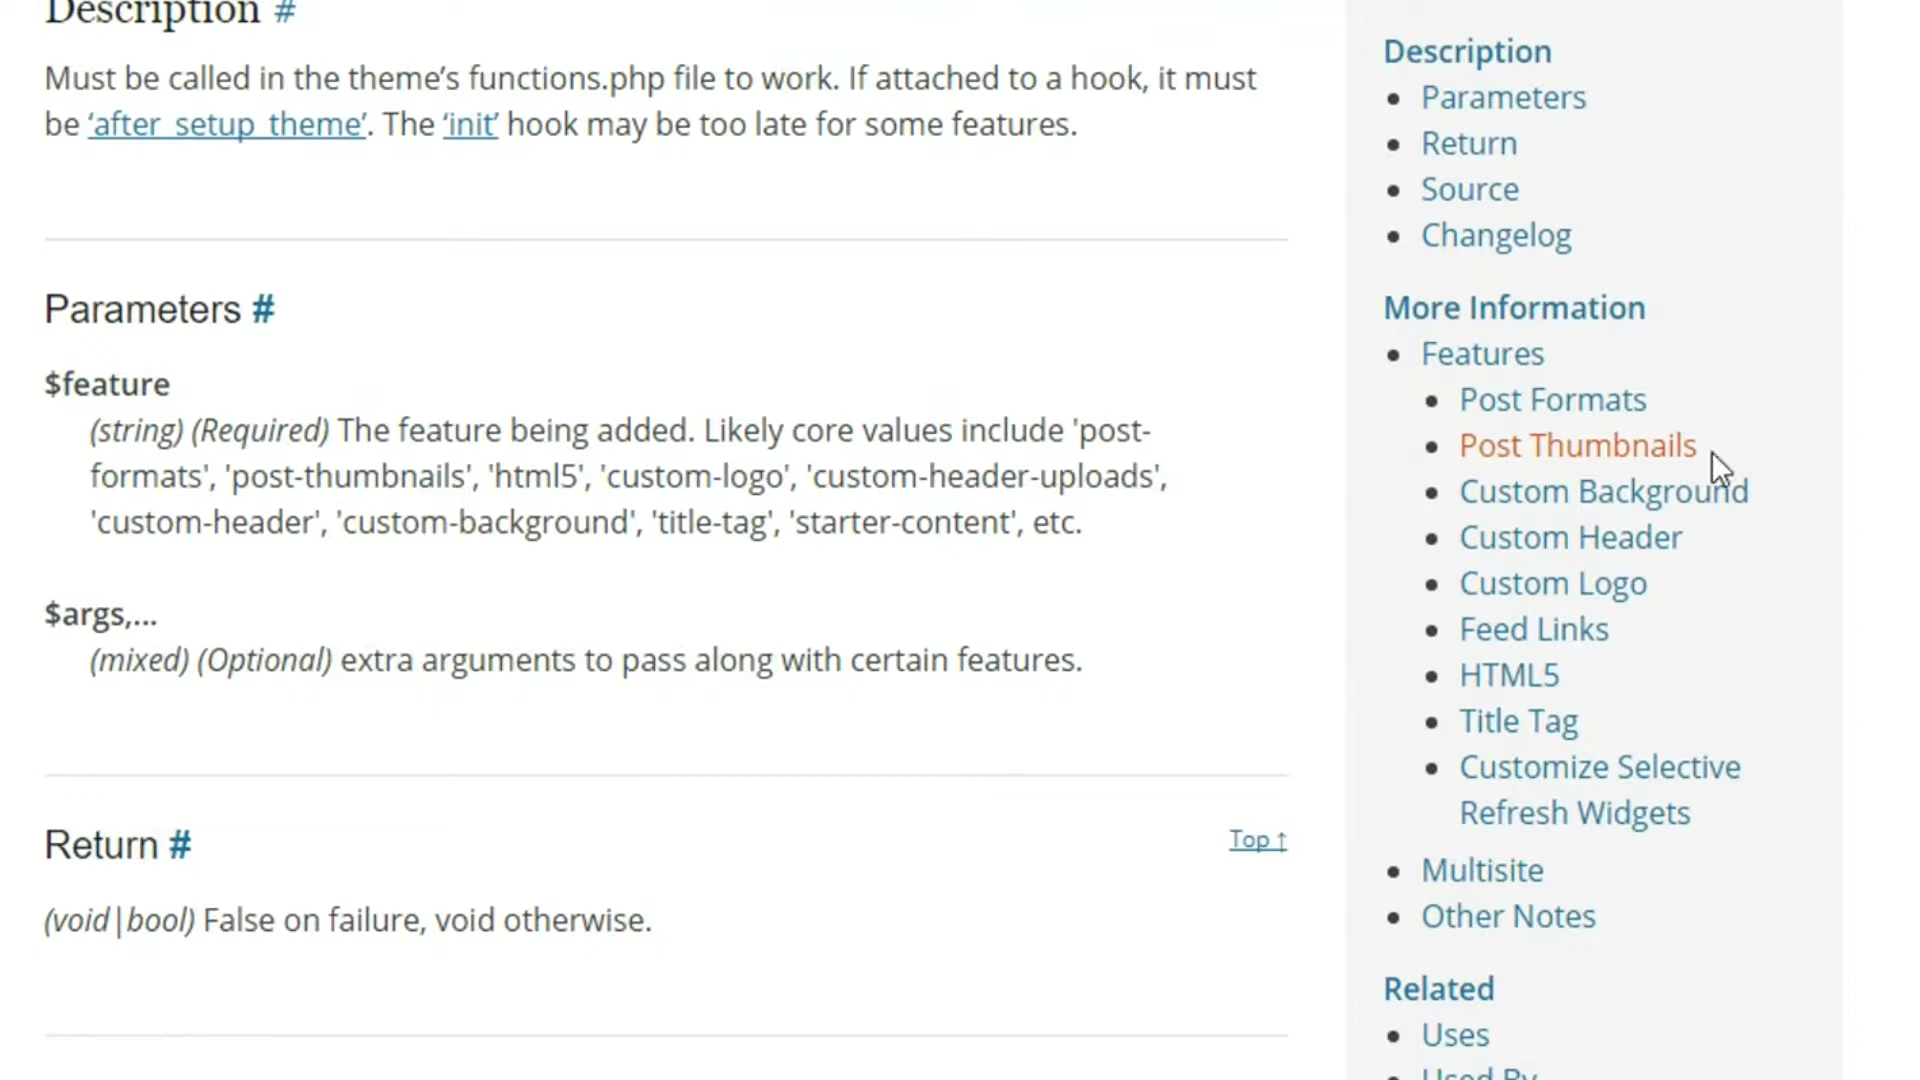 Description #
Must be called in the theme’s functions.php file to work. If attached to a hook, it must
be ‘after_setup_theme’. The ‘init’ hook may be too late for some features.
Parameters #
$feature
(string) (Required) The feature being added. Likely core values include 'post-
formats', 'post-thumbnails', 'html5', 'custom-logo', 'custom-header-uploads',
'custom-header', 'custom-background', 'title-tag', 'starter-content', etc.
$args,...
(mixed) (Optional) extra arguments to pass along with certain features.
Return #
Top ↑
(void|bool) False on failure, void otherwise.
Description
Parameters
Return
Source
Changelog
More Information
Features
Post Formats
Post Thumbnails
Custom Background
Custom Header
Custom Logo
Feed Links
HTML5
Title Tag
Customize Selective
Refresh Widgets
Multisite
Other Notes
Related
Uses
Used By